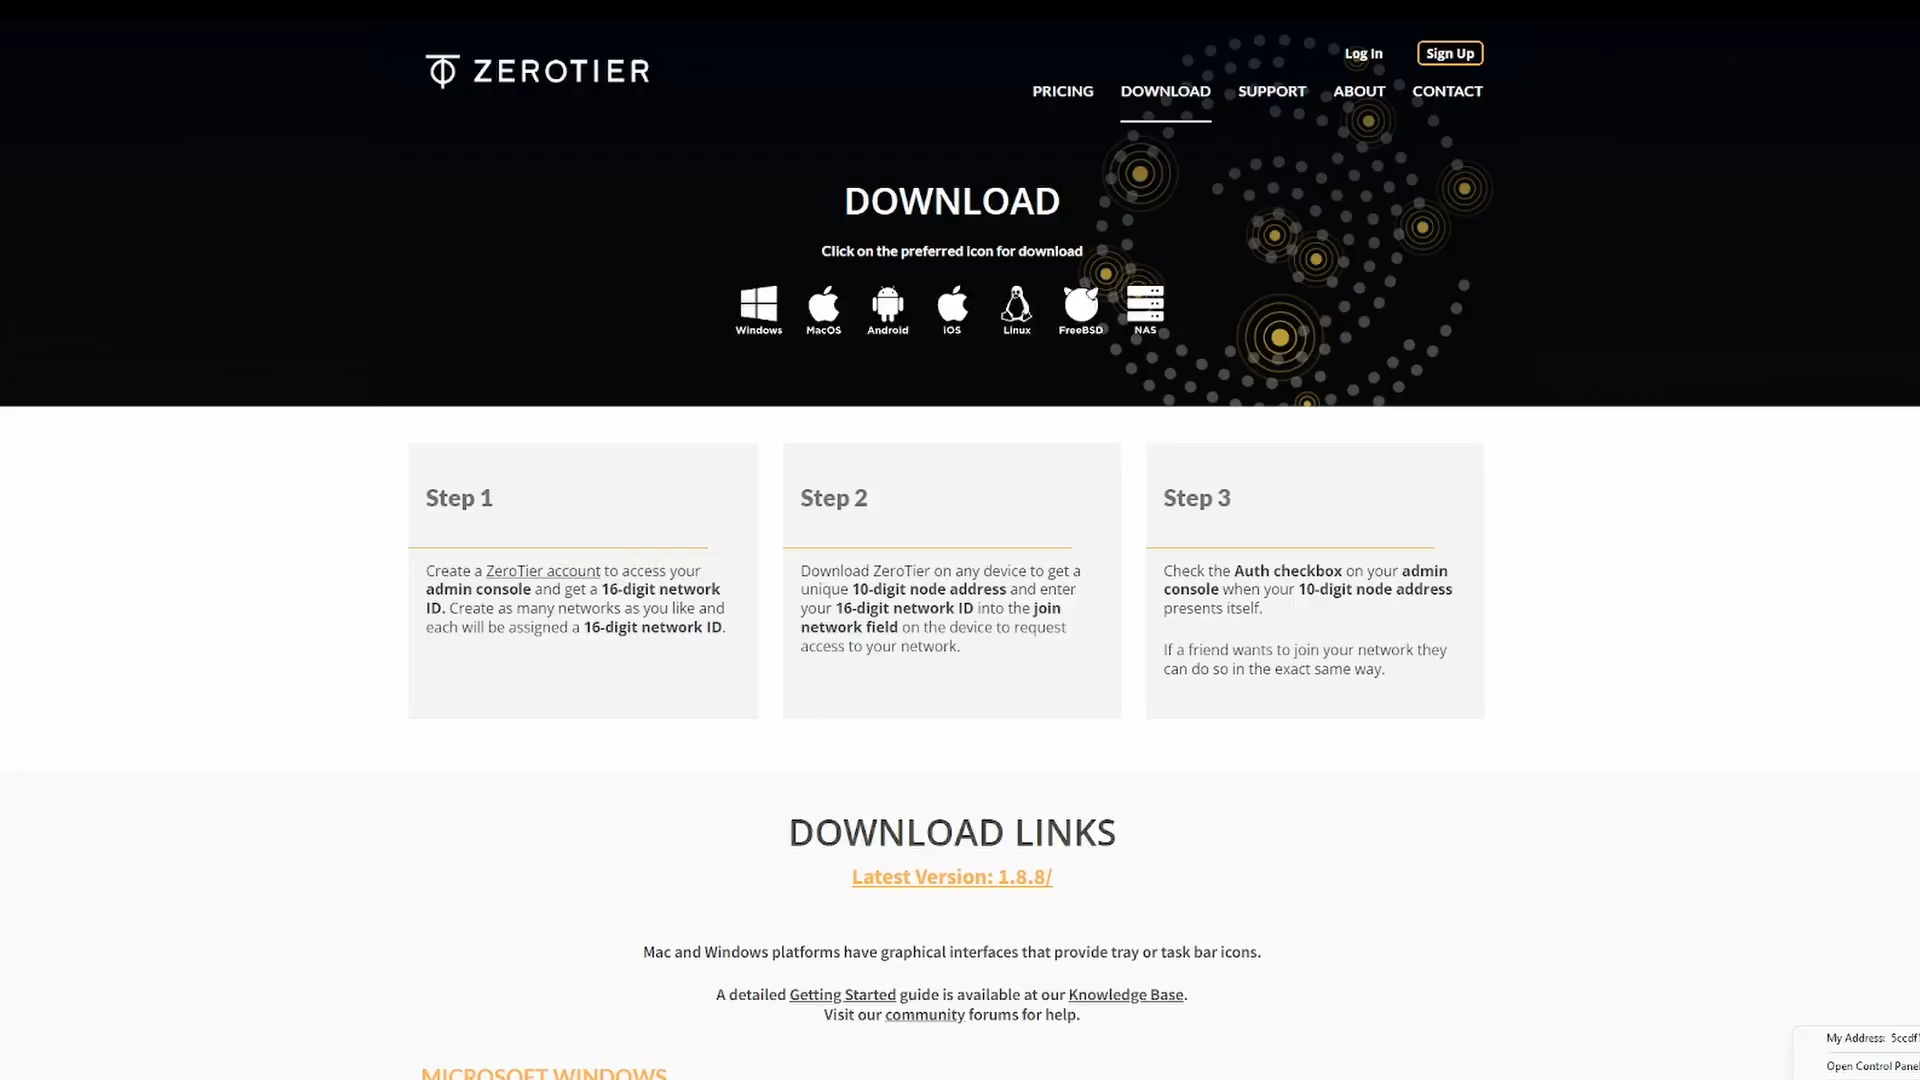 ZEROTIER
Log In
Sign Up
PRICING DOWNLOAD SUPPORT ABOUT CONTACT
DOWNLOAD
Click on the preferred icon for download
Windows MacOS Android iOS Linux FreeBSD NAS
Step 1
Create a ZeroTier account to access your
admin console and get a 16-digit network
ID. Create as many networks as you like and
each will be assigned a 16-digit network ID.
Step 2
Download ZeroTier on any device to get a
unique 10-digit node address and enter
your 16-digit network ID into the join
network field on the device to request
access to your network.
Step 3
Check the Auth checkbox on your admin
console when your 10-digit node address
presents itself.
If a friend wants to join your network they
can do so in the exact same way.
DOWNLOAD LINKS
Latest Version: 1.8.8/
Mac and Windows platforms have graphical interfaces that provide tray or task bar icons.
A detailed Getting Started guide is available at our Knowledge Base.
Visit our community forums for help.
MICROSOFT WINDOWS
My Address: 5ccdf
Open Control Panel